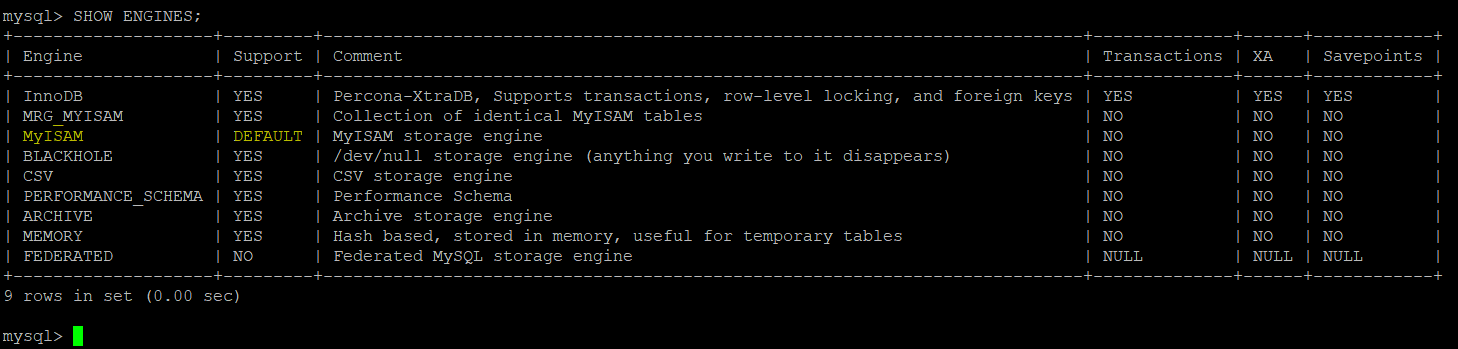 mysql> SHOW ENGINES;
+--------------------+---------+----------------------------------------------------------------------------+--------------+------+------------+
| Engine             | Support | Comment                                                                    | Transactions | XA   | Savepoints |
+--------------------+---------+----------------------------------------------------------------------------+--------------+------+------------+
| InnoDB             | YES     | Percona-XtraDB, Supports transactions, row-level locking, and foreign keys | YES          | YES  | YES        |
| MRG_MYISAM         | YES     | Collection of identical MyISAM tables                                      | NO           | NO   | NO         |
| MyISAM             | DEFAULT | MyISAM storage engine                                                      | NO           | NO   | NO         |
| BLACKHOLE          | YES     | /dev/null storage engine (anything you write to it disappears)             | NO           | NO   | NO         |
| CSV                | YES     | CSV storage engine                                                         | NO           | NO   | NO         |
| PERFORMANCE_SCHEMA | YES     | Performance Schema                                                         | NO           | NO   | NO         |
| ARCHIVE            | YES     | Archive storage engine                                                     | NO           | NO   | NO         |
| MEMORY             | YES     | Hash based, stored in memory, useful for temporary tables                  | NO           | NO   | NO         |
| FEDERATED          | NO      | Federated MySQL storage engine                                             | NULL         | NULL | NULL       |
+--------------------+---------+----------------------------------------------------------------------------+--------------+------+------------+
9 rows in set (0.00 sec)
mysql>